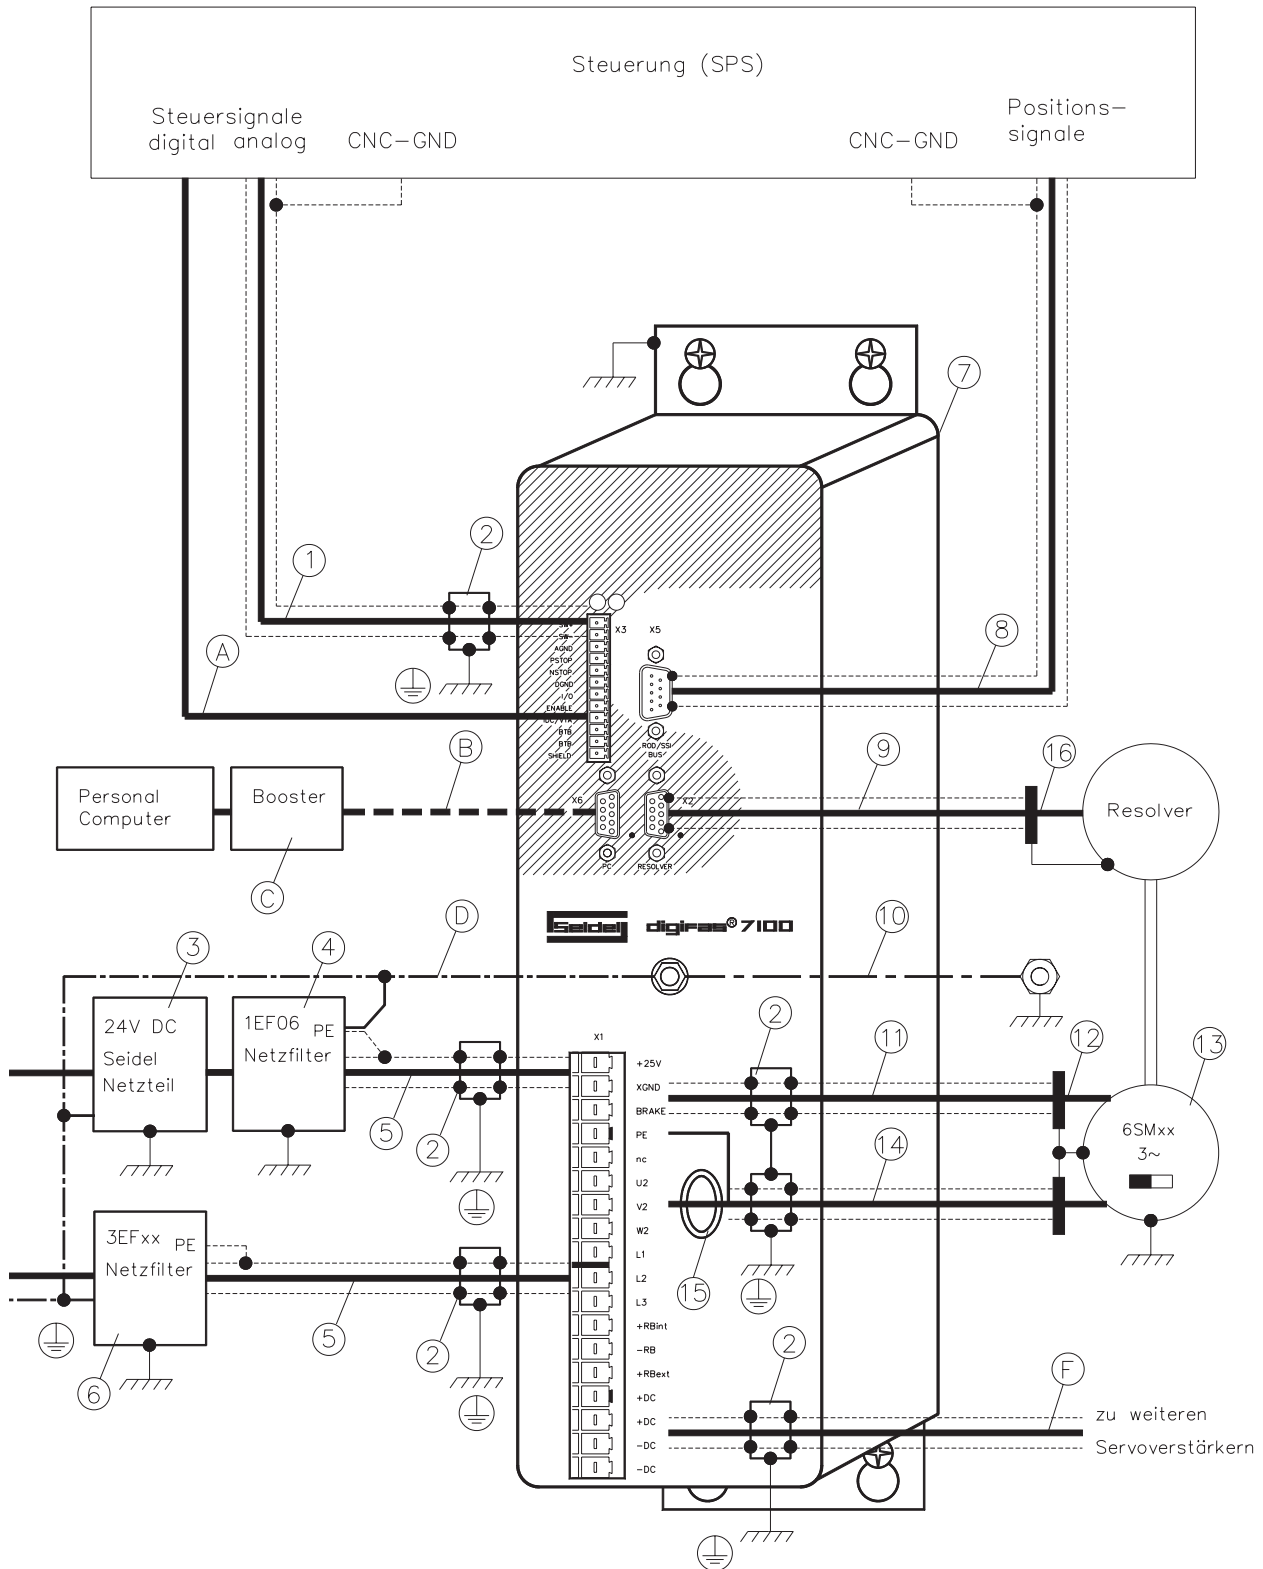 Steuerung (SPS)
Steuersignale
digital analog
CNC-GND
CNC-GND
Positions-
signale
7
2
1
X3
X5
SW+
SW-
AGND
PSTOP
NSTOP
DGND
I/O
ENABLE
IDC/VTA
BTB
BTB
SHIELD
8
A
ROD/SSI
BUS
B
9
16
Personal
Computer
Booster
X6
X2
Resolver
PC
RESOLVER
C
D
Seidel
digifas® 7100
10
3
4
24V DC
Seidel
Netzteil
1EF06
PE
Netzfilter
5
2
X1
+25V
XGND
BRAKE
PE
nc
U2
V2
W2
L1
L2
L3
+RBint
-RB
+RBext
+DC
+DC
-DC
-DC
2
11
12
13
6SMxx
3~
14
15
3EFxx
PE
Netzfilter
5
2
6
2
F
zu weiteren
Servoverstärkern